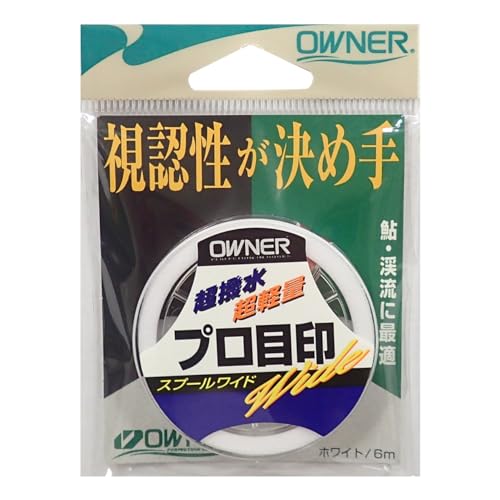 OWNER
視認性が決め手
鮎・渓流に最適
OWNER
超撥水
超軽量
プロ目印
スプールワイド
Wide
ホワイト/6m